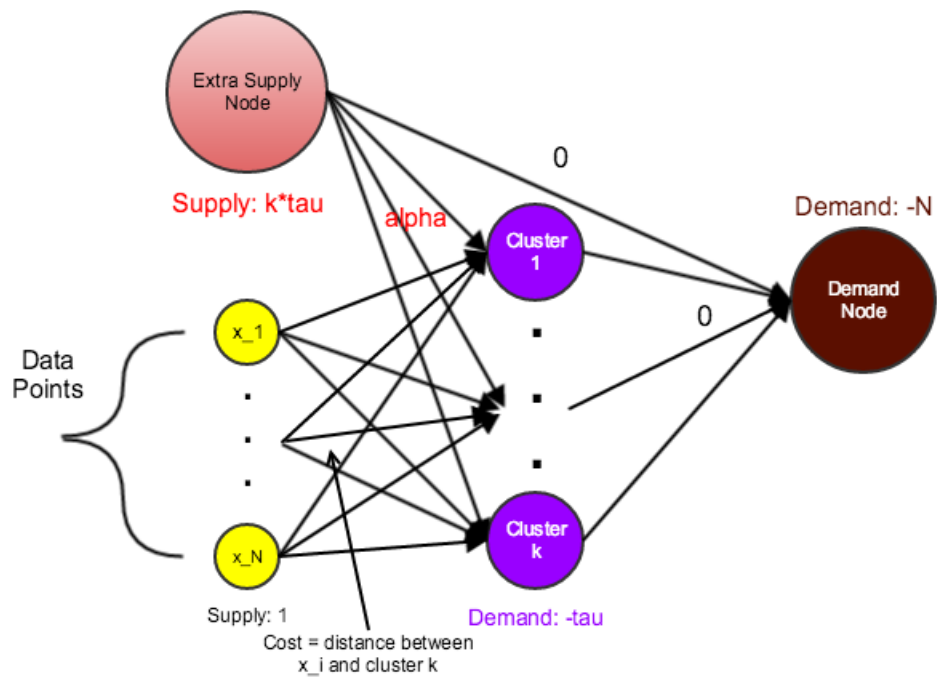 Extra Supply
Node
Supply: k*tau
0
alpha
Demand: -N
Cluster
1
Demand
Node
0
Data
Points
x_1
x_N
Cluster
k
Supply: 1
Demand: -tau
Cost = distance between
x_i and cluster k